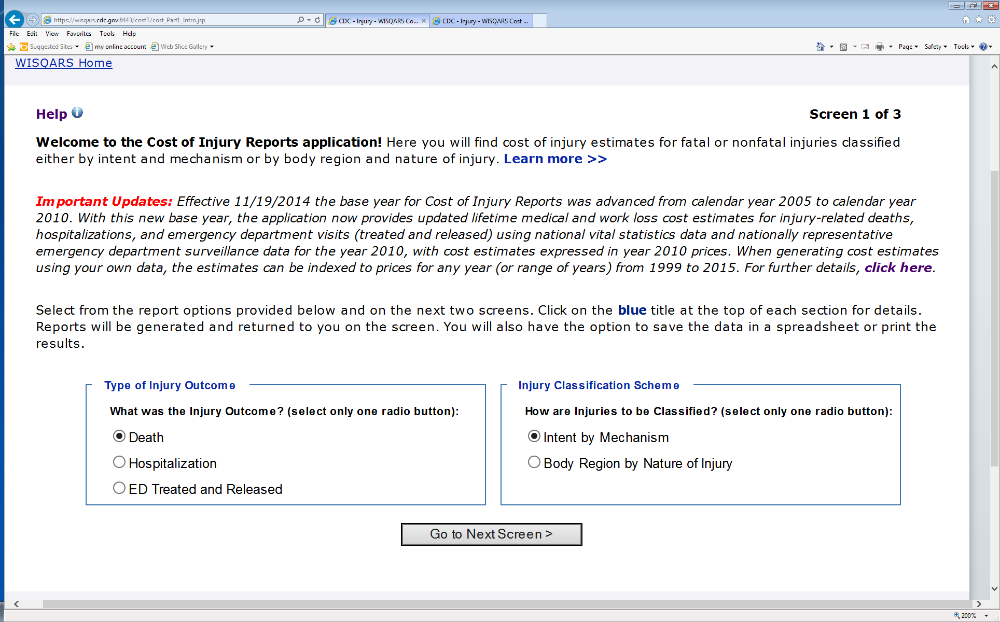 https://wisqars.cdc.gov:8443/costT/cost_Part1_Intro.jsp
CDC - Injury - WISQARS Co...
CDC - Injury - WISQARS Cost ...
File Edit View Favorites Tools Help
Suggested Sites my online account Web Slice Gallery
Page Safety Tools
WISQARS Home
Help
Screen 1 of 3
Welcome to the Cost of Injury Reports application! Here you will find cost of injury estimates for fatal or nonfatal injuries classified
either by intent and mechanism or by body region and nature of injury. Learn more >>
Important Updates: Effective 11/19/2014 the base year for Cost of Injury Reports was advanced from calendar year 2005 to calendar year
2010. With this new base year, the application now provides updated lifetime medical and work loss cost estimates for injury-related deaths,
hospitalizations, and emergency department visits (treated and released) using national vital statistics data and nationally representative
emergency department surveillance data for the year 2010, with cost estimates expressed in year 2010 prices. When generating cost estimates
using your own data, the estimates can be indexed to prices for any year (or range of years) from 1999 to 2015. For further details, click here.
Select from the report options provided below and on the next two screens. Click on the blue title at the top of each section for details.
Reports will be generated and returned to you on the screen. You will also have the option to save the data in a spreadsheet or print the
results.
Type of Injury Outcome
What was the Injury Outcome? (select only one radio button):
Death
Hospitalization
ED Treated and Released
Injury Classification Scheme
How are Injuries to be Classified? (select only one radio button):
Intent by Mechanism
Body Region by Nature of Injury
Go to Next Screen >
200%